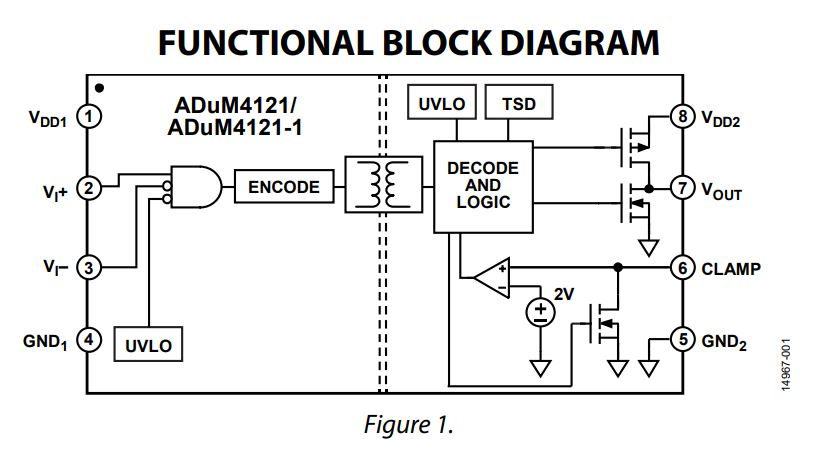 FUNCTIONAL BLOCK DIAGRAM
ADuM4121/
ADuM4121-1
VDD1
1
VI+
2
VI–
3
GND1
4
UVLO
ENCODE
UVLO
TSD
DECODE
AND
LOGIC
+
–
2V
+
–
8
VDD2
7
VOUT
6
CLAMP
5
GND2
14967-001
Figure 1.